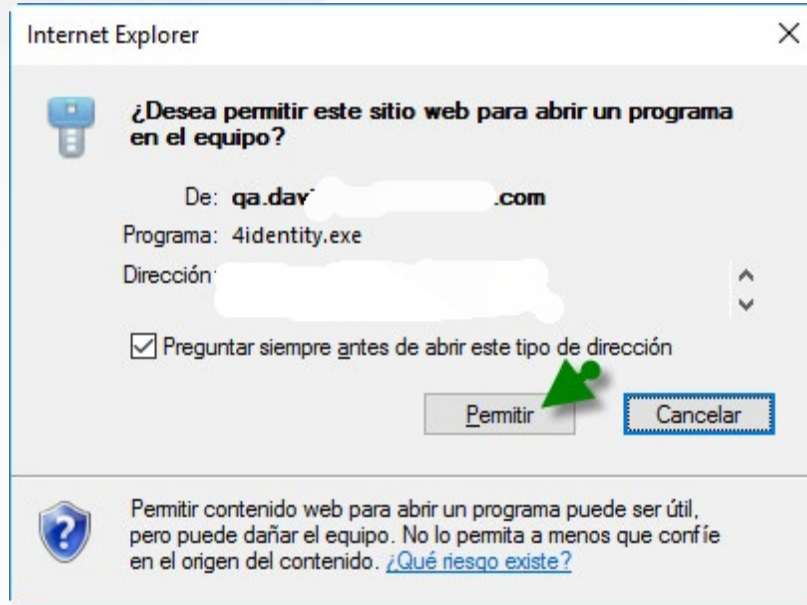 Internet Explorer
¿Desea permitir este sitio web para abrir un programa
en el equipo?
De: qa.dav .com
Programa: 4identity.exe
Dirección:
Preguntar siempre antes de abrir este tipo de dirección
Permitir Cancelar
Permitir contenido web para abrir un programa puede ser útil,
pero puede dañar el equipo. No lo permita a menos que confíe
en el origen del contenido. ¿Qué riesgo existe?